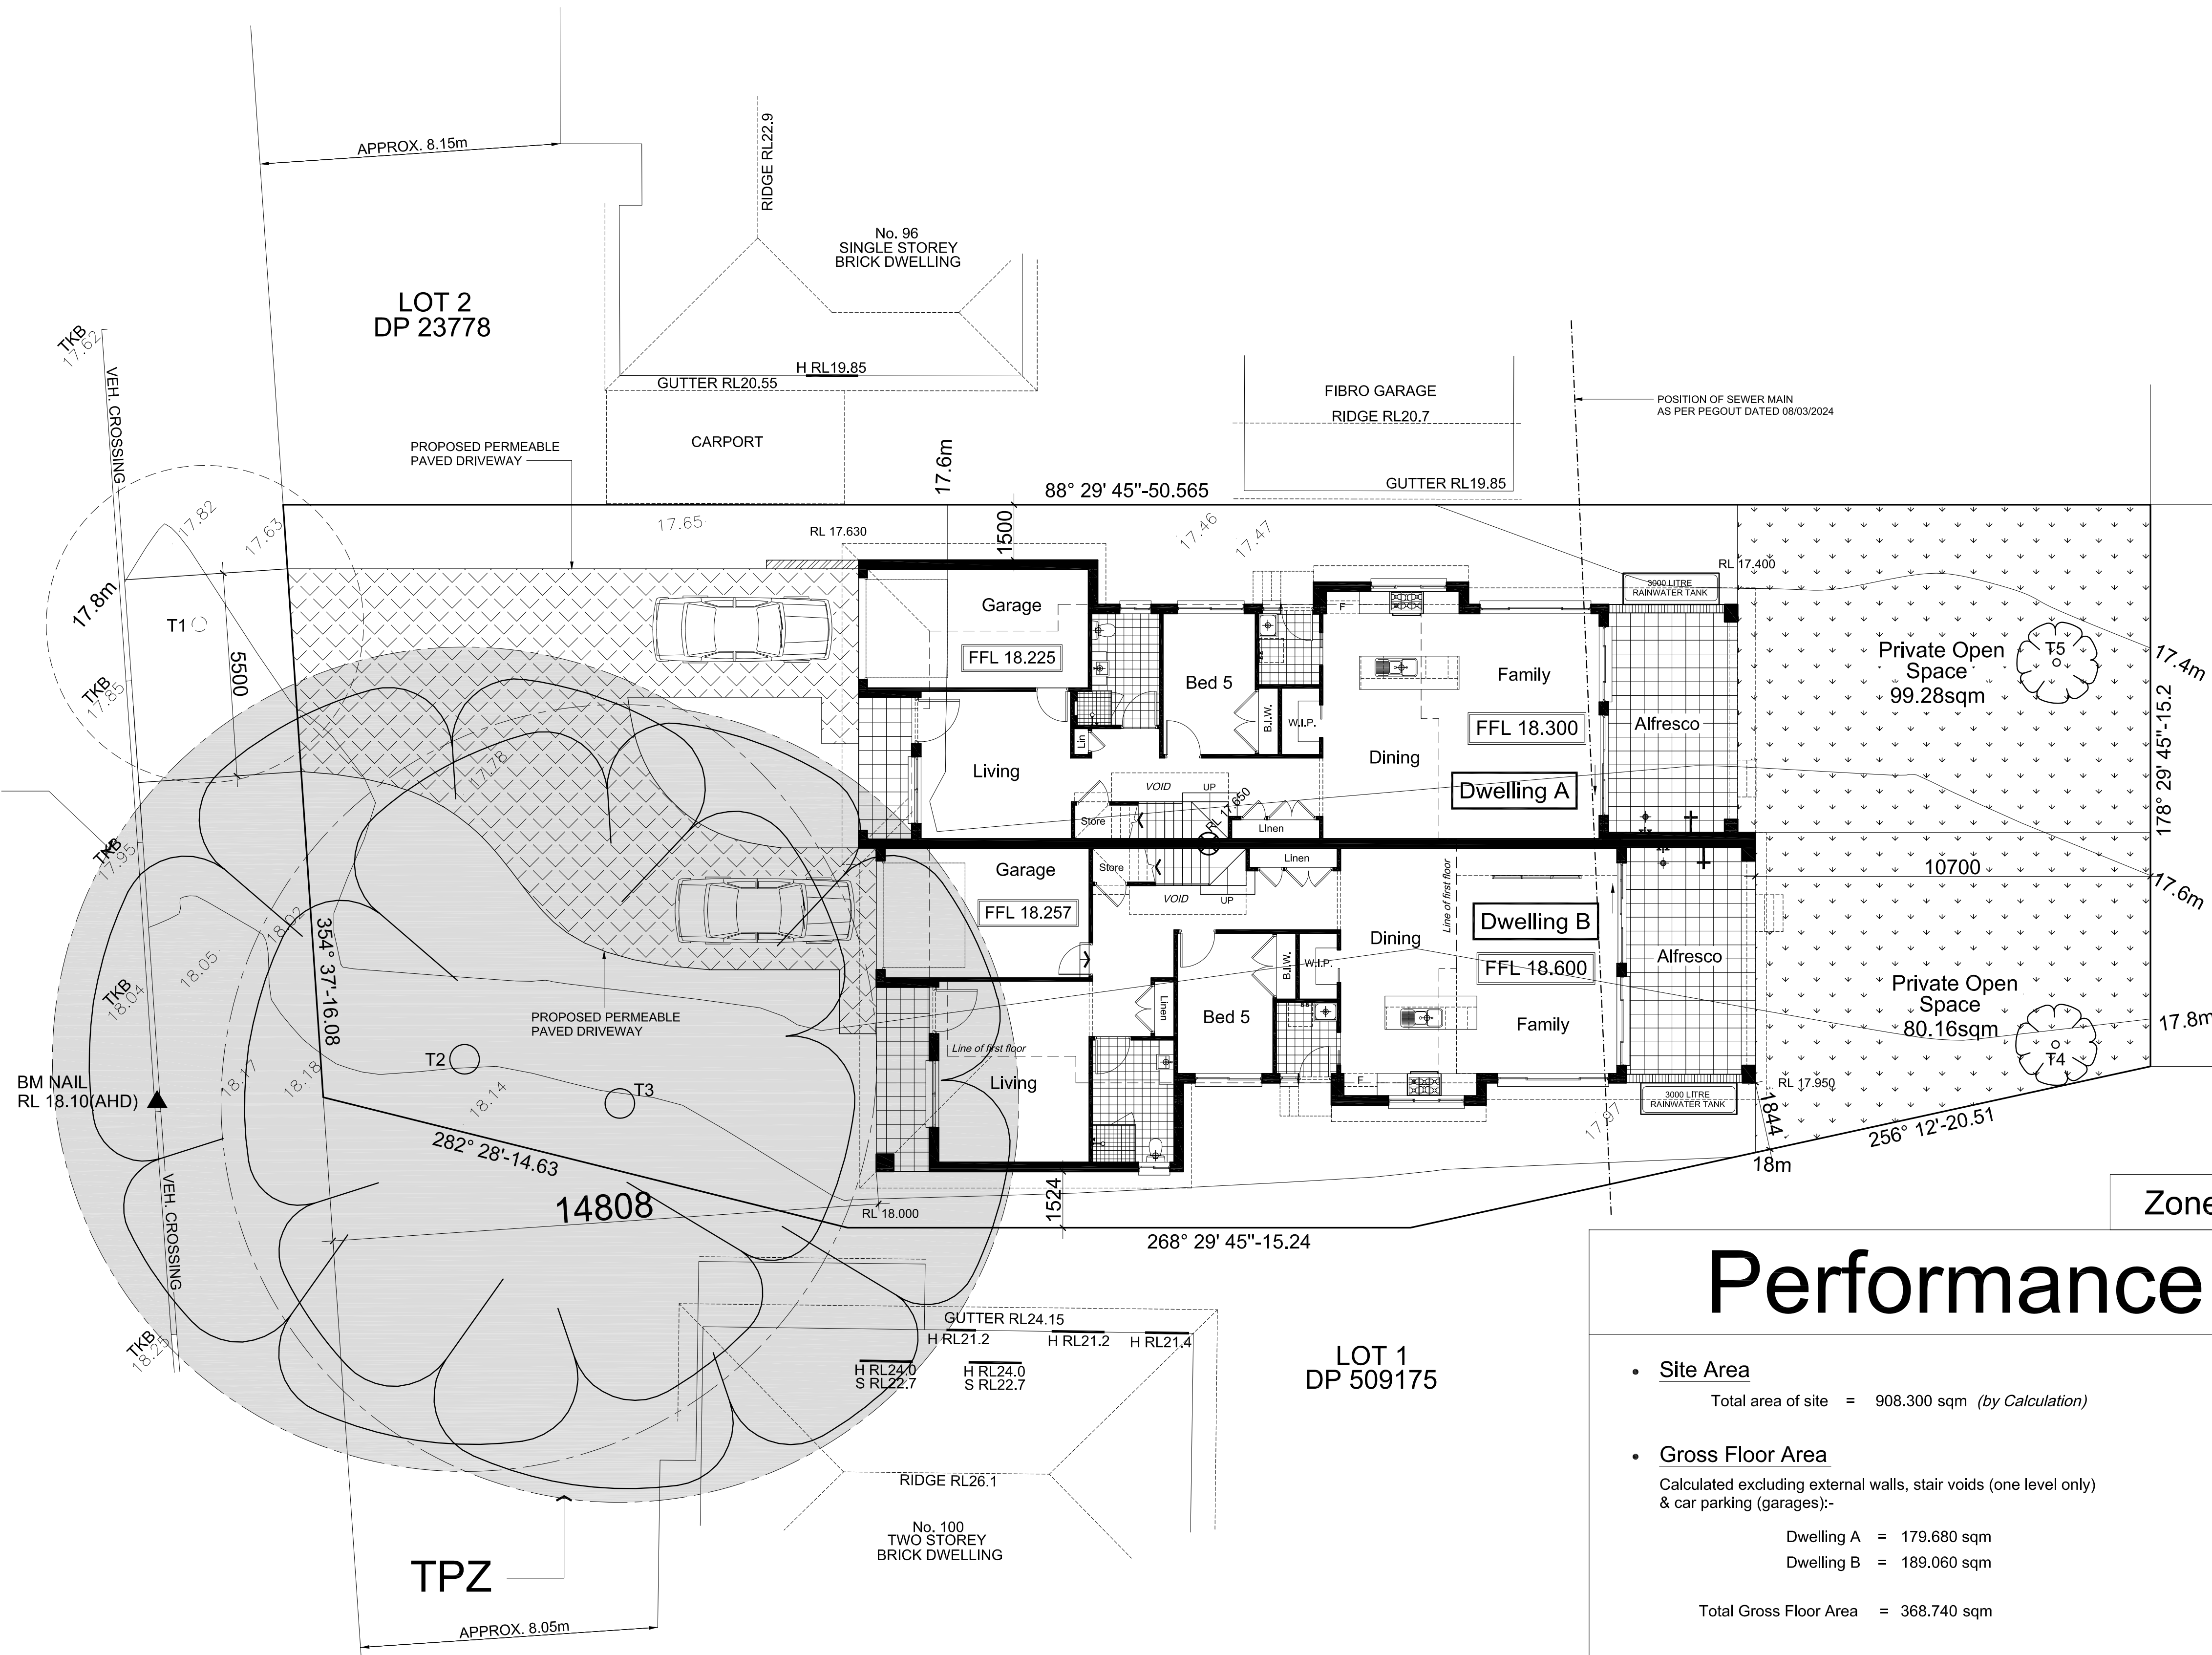 APPROX. 8.15m
RIDGE RL22.9
No. 96
SINGLE STOREY
BRICK DWELLING
LOT 2
DP 23778
TKB
17.62
VEH. CROSSING
H RL19.85
GUTTER RL20.55
CARPORT
FIBRO GARAGE
RIDGE RL20.7
GUTTER RL19.85
POSITION OF SEWER MAIN
AS PER PEGOUT DATED 08/03/2024
PROPOSED PERMEABLE
PAVED DRIVEWAY
17.6m
88° 29' 45"-50.565
17.82
17.63
17.65
RL 17.630
1500
17.46
17.47
RL 17.400
3000 LITRE
RAINWATER TANK
17.8m
T1
5500
TKB
17.85
Garage
FFL 18.225
Bed 5
B.I.W.
W.I.P.
F
Family
FFL 18.300
Dining
Dwelling A
Alfresco
Private Open
Space
99.28sqm
T5
17.4m
178° 29' 45"-15.2
Living
Lin
VOID
UP
RL 17.650
Store
Linen
17.78
TKB
17.95
Garage
FFL 18.257
Store
Linen
VOID
UP
Line of first floor
Dwelling B
Dining
FFL 18.600
Alfresco
10700
17.6m
18.02
354° 37'-16.08
18.05
TKB
18.04
PROPOSED PERMEABLE
PAVED DRIVEWAY
Linen
B.I.W.
W.I.P.
Bed 5
Family
Private Open
Space
80.16sqm
T4
17.8m
T2
T3
Line of first floor
Living
F
BM NAIL
RL 18.10(AHD)
18.17
18.18
18.14
RL 17.950
3000 LITRE
RAINWATER TANK
17.97
1844
256° 12'-20.51
18m
282° 28'-14.63
14808
RL 18.000
1524
268° 29' 45"-15.24
VEH. CROSSING
TKB
18.25
GUTTER RL24.15
H RL21.2
H RL21.2
H RL21.4
H RL24.0
S RL22.7
H RL24.0
S RL22.7
LOT 1
DP 509175
RIDGE RL26.1
No. 100
TWO STOREY
BRICK DWELLING
TPZ
APPROX. 8.05m
Zone
Performance
• Site Area
Total area of site = 908.300 sqm (by Calculation)
• Gross Floor Area
Calculated excluding external walls, stair voids (one level only)
& car parking (garages):-
Dwelling A = 179.680 sqm
Dwelling B = 189.060 sqm
Total Gross Floor Area = 368.740 sqm